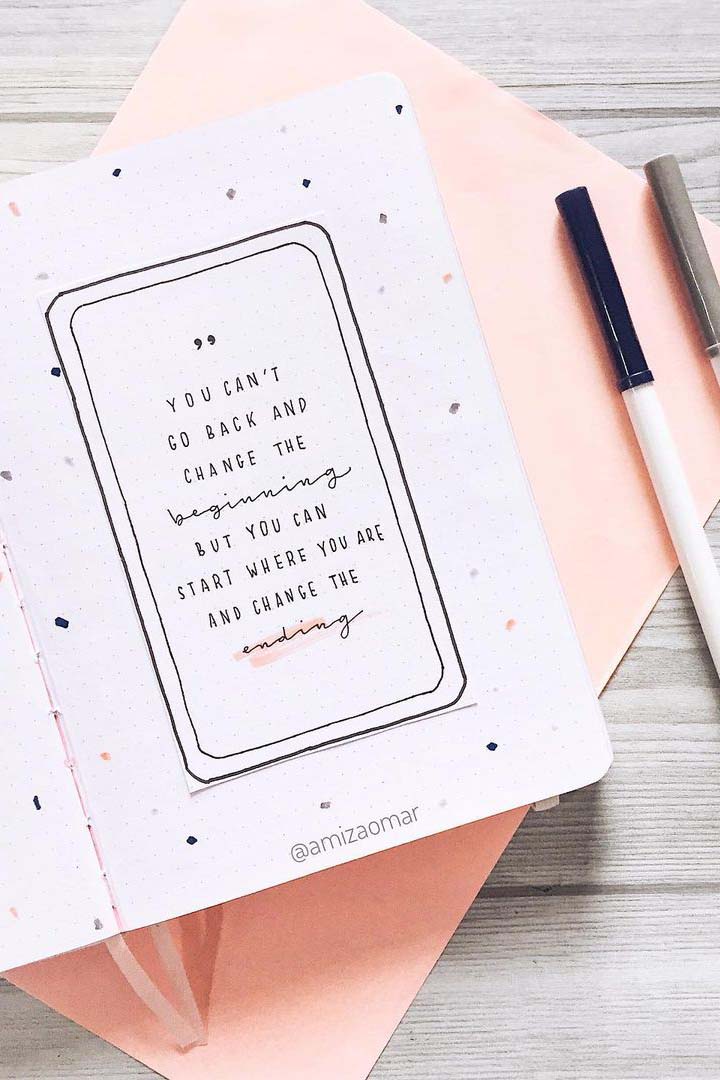 ”
YOU CAN'T
GO BACK AND
CHANGE THE
beginning
BUT YOU CAN
START WHERE YOU ARE
AND CHANGE THE
ending
@amizaomar